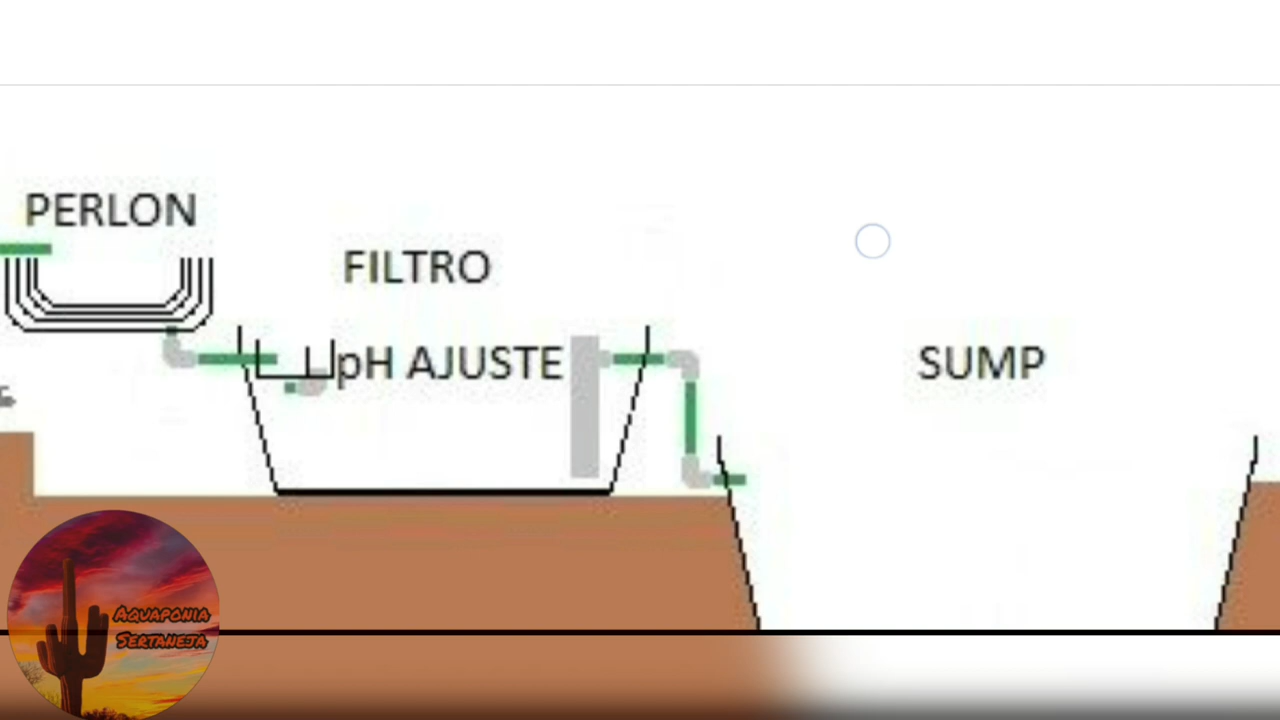 PERLON
FILTRO
pH AJUSTE
SUMP
AQUAPONIA
SERTANEJA